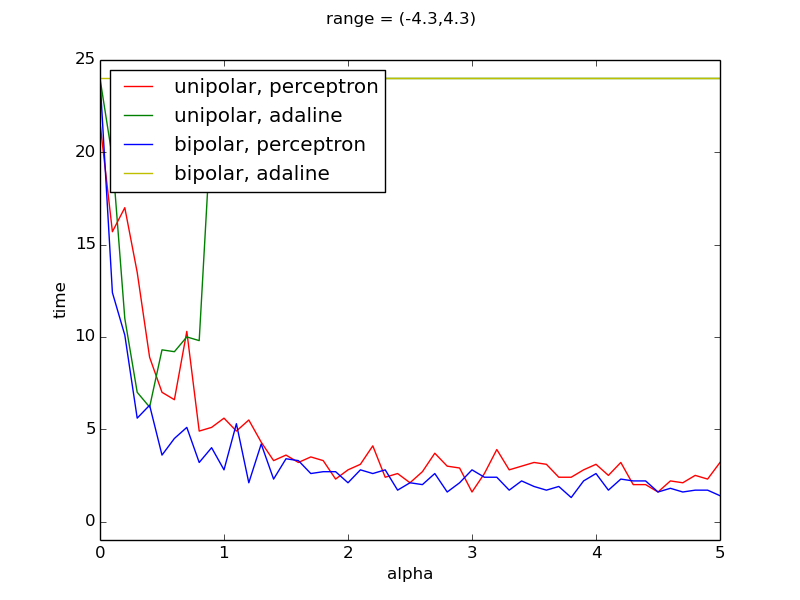 range = (-4.3,4.3)
25
20
15
10
5
0
time
unipolar, perceptron
unipolar, adaline
bipolar, perceptron
bipolar, adaline
0 1 2 3 4 5
alpha